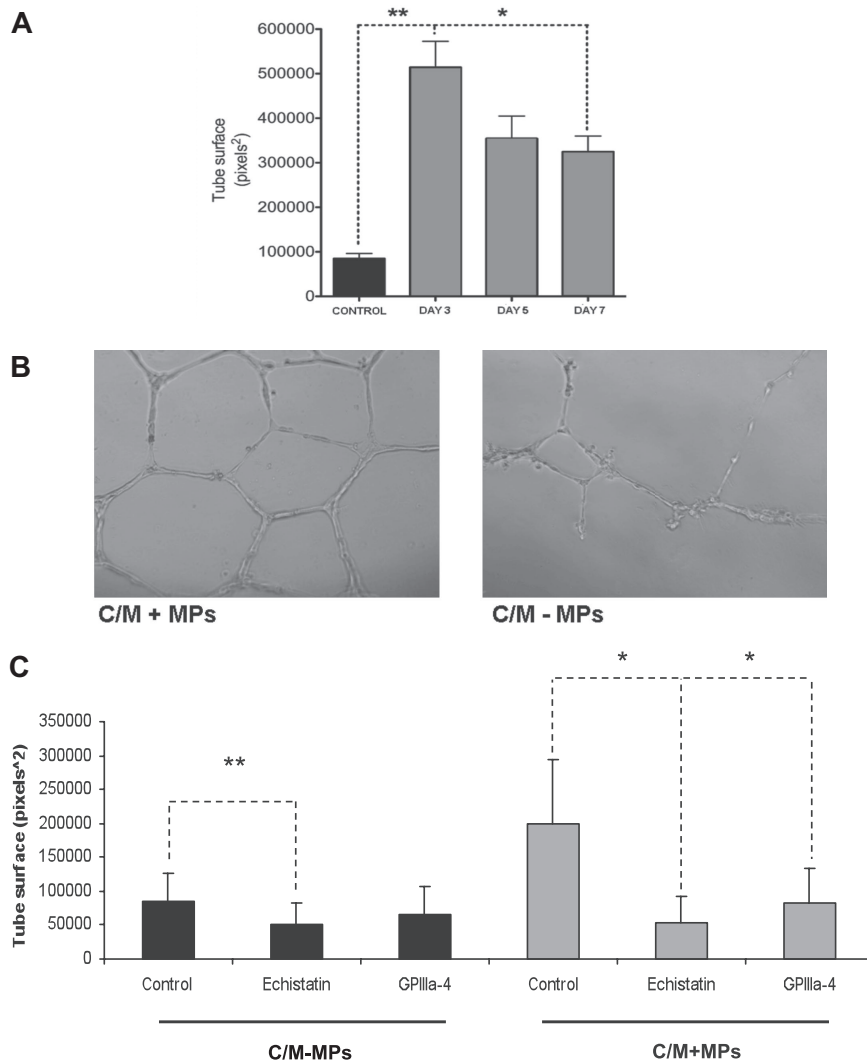 A
** *
600000
500000
400000
300000
200000
100000
0
Tube surface
(pixels²)
CONTROL DAY 3 DAY 5 DAY 7
B
C/M + MPs C/M - MPs
C
* *
**
350000
300000
250000
200000
150000
100000
50000
0
Tube surface (pixels^2)
Control Echistatin GPIIIa-4 Control Echistatin GPIIIa-4
C/M-MPs C/M+MPs